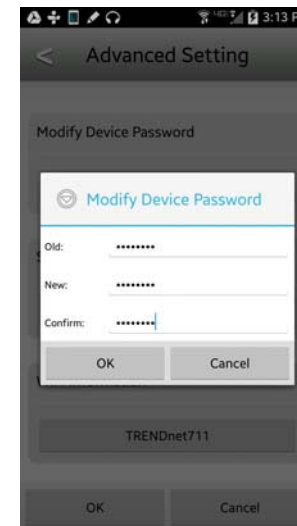 3:13 P
< Advanced Setting
Modify Device Password
Modify Device Password
Old: ••••••••
New: ••••••••
Confirm: ••••••••
OK Cancel
TRENDnet711
OK Cancel